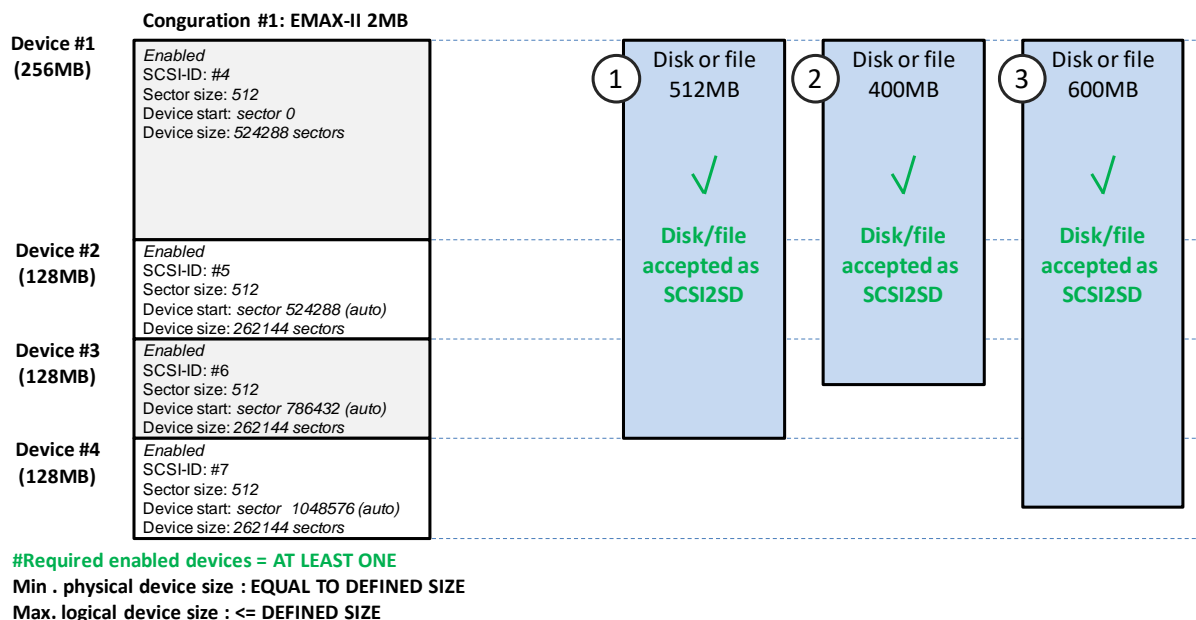 Conguration #1: EMAX-II 2MB
Device #1
(256MB)
Enabled
SCSI-ID: #4
Sector size: 512
Device start: sector 0
Device size: 524288 sectors
Device #2
(128MB)
Enabled
SCSI-ID: #5
Sector size: 512
Device start: sector 524288 (auto)
Device size: 262144 sectors
Device #3
(128MB)
Enabled
SCSI-ID: #6
Sector size: 512
Device start: sector 786432 (auto)
Device size: 262144 sectors
Device #4
(128MB)
Enabled
SCSI-ID: #7
Sector size: 512
Device start: sector 1048576 (auto)
Device size: 262144 sectors
1
Disk or file
512MB
√
Disk/file
accepted as
SCSI2SD
2
Disk or file
400MB
√
Disk/file
accepted as
SCSI2SD
3
Disk or file
600MB
√
Disk/file
accepted as
SCSI2SD
#Required enabled devices = AT LEAST ONE
Min . physical device size : EQUAL TO DEFINED SIZE
Max. logical device size : <= DEFINED SIZE